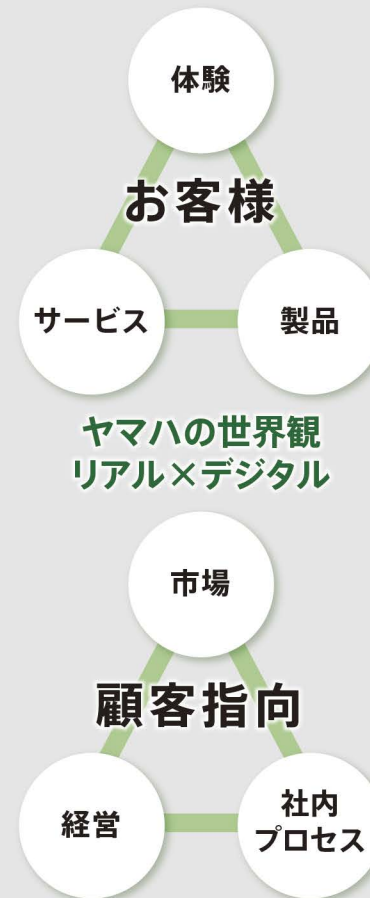 体験
お客様
サービス
製品
ヤマハの世界観
リアル×デジタル
市場
顧客指向
経営
社内
プロセス